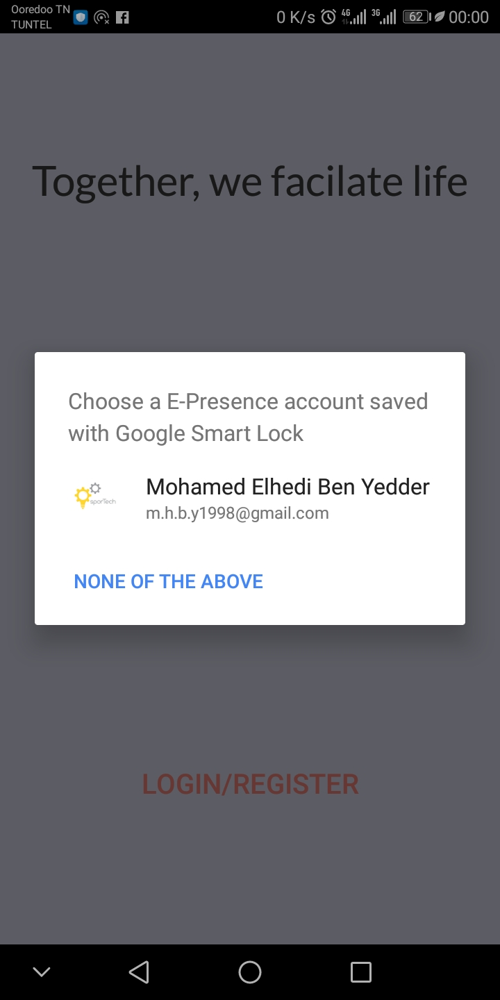 Ooredoo TN
TUNTEL
0 K/s 4G 3G 62 00:00
Together, we facilate life
Choose a E-Presence account saved
with Google Smart Lock
sporTech
Mohamed Elhedi Ben Yedder
m.h.b.y1998@gmail.com
NONE OF THE ABOVE
LOGIN/REGISTER